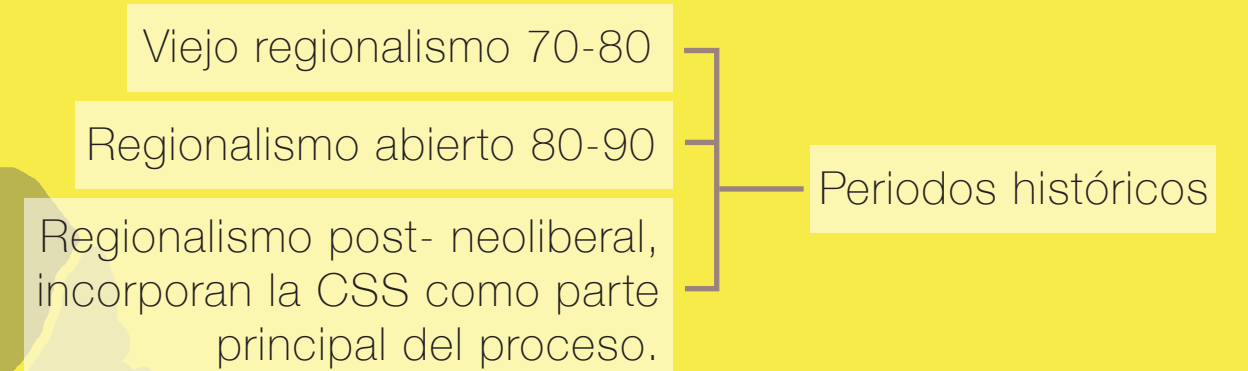 Viejo regionalismo 70-80
Regionalismo abierto 80-90
Regionalismo post- neoliberal,
incorporan la CSS como parte
principal del proceso.
Periodos históricos